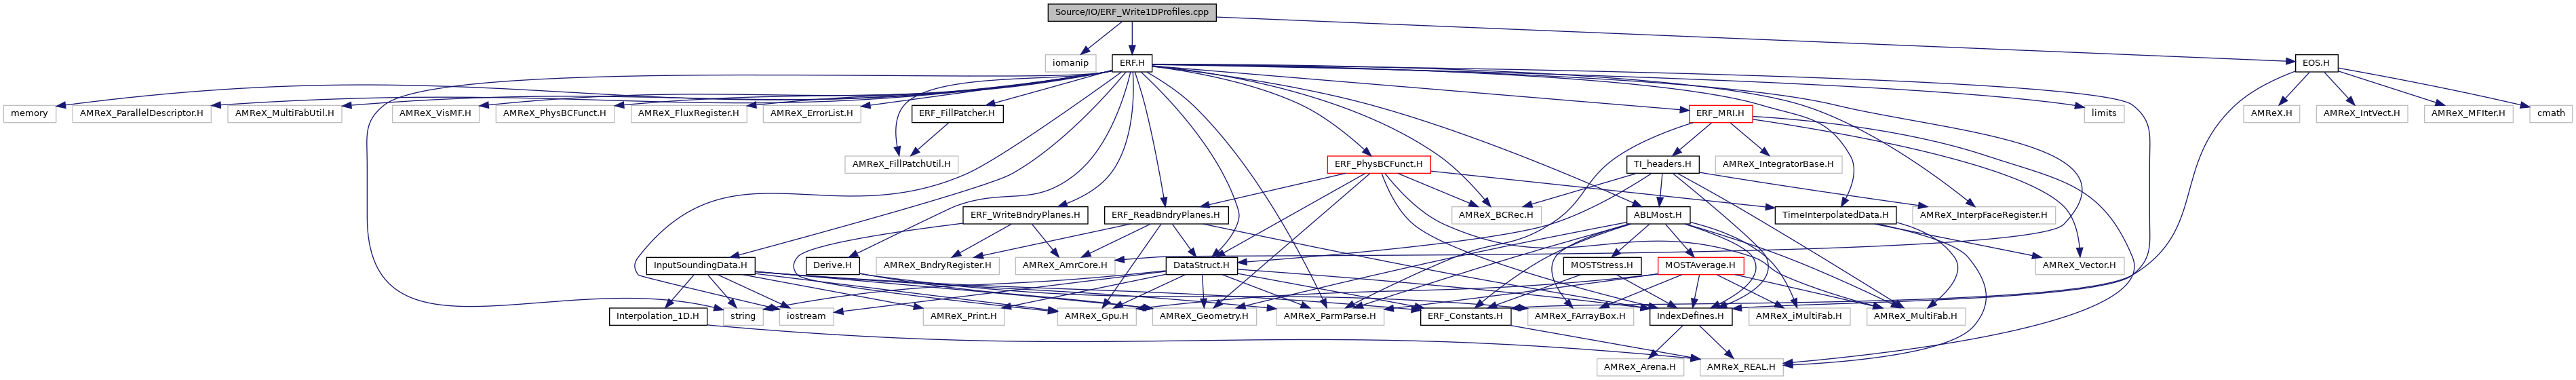 Source/IO/ERF_Write1DProfiles.cpp
iomanip
ERF.H
EOS.H
memory
AMReX_ParallelDescriptor.H
AMReX_MultiFabUtil.H
AMReX_VisMF.H
AMReX_PhysBCFunct.H
AMReX_FluxRegister.H
AMReX_ErrorList.H
ERF_FillPatcher.H
ERF_MRI.H
limits
AMReX.H
AMReX_IntVect.H
AMReX_MFIter.H
cmath
AMReX_FillPatchUtil.H
ERF_PhysBCFunct.H
TI_headers.H
AMReX_IntegratorBase.H
ERF_WriteBndryPlanes.H
ERF_ReadBndryPlanes.H
AMReX_BCRec.H
ABLMost.H
TimeInterpolatedData.H
AMReX_InterpFaceRegister.H
InputSoundingData.H
Derive.H
AMReX_BndryRegister.H
AMReX_AmrCore.H
DataStruct.H
MOSTStress.H
MOSTAverage.H
AMReX_Vector.H
Interpolation_1D.H
string
iostream
AMReX_Print.H
AMReX_Gpu.H
AMReX_Geometry.H
AMReX_ParmParse.H
ERF_Constants.H
AMReX_FArrayBox.H
IndexDefines.H
AMReX_iMultiFab.H
AMReX_MultiFab.H
AMReX_Arena.H
AMReX_REAL.H